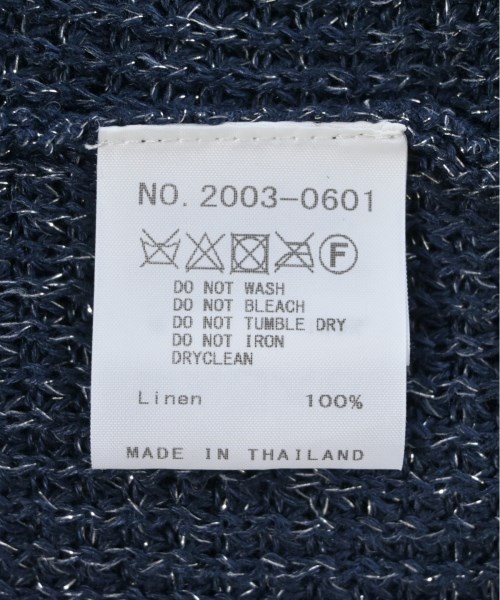 NO. 2003-0601
F
DO NOT WASH
DO NOT BLEACH
DO NOT TUMBLE DRY
DO NOT IRON
DRYCLEAN
Linen 100%
MADE IN THAILAND